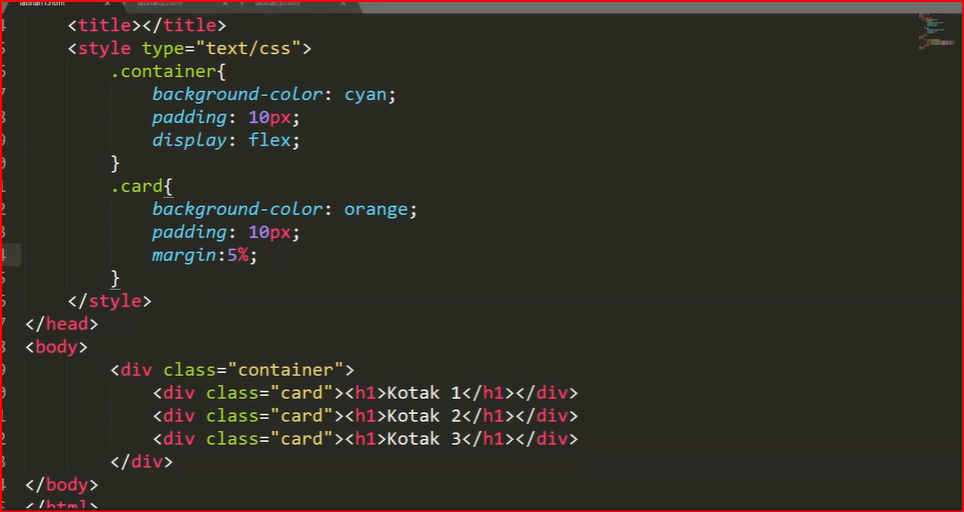 latihan1.html × latihan2.html × latihan3.html ×
4 <title></title>
5 <style type="text/css">
6 .container{
7 background-color: cyan;
8 padding: 10px;
9 display: flex;
0 }
1 .card{
2 background-color: orange;
3 padding: 10px;
4 margin:5%;
5 }
6 </style>
7 </head>
8 <body>
9 <div class="container">
0 <div class="card"><h1>Kotak 1</h1></div>
1 <div class="card"><h1>Kotak 2</h1></div>
2 <div class="card"><h1>Kotak 3</h1></div>
3 </div>
4 </body>
5 </html>